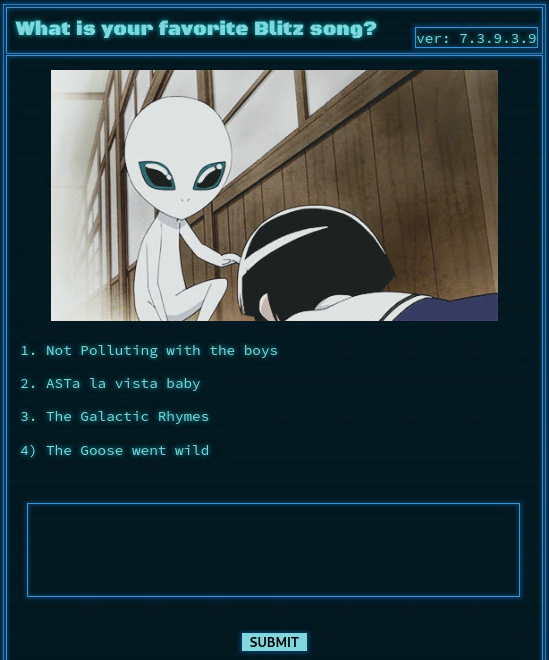 What is your favorite Blitz song?
ver: 7.3.9.3.9
1. Not Polluting with the boys
2. ASTa la vista baby
3. The Galactic Rhymes
4) The Goose went wild
SUBMIT